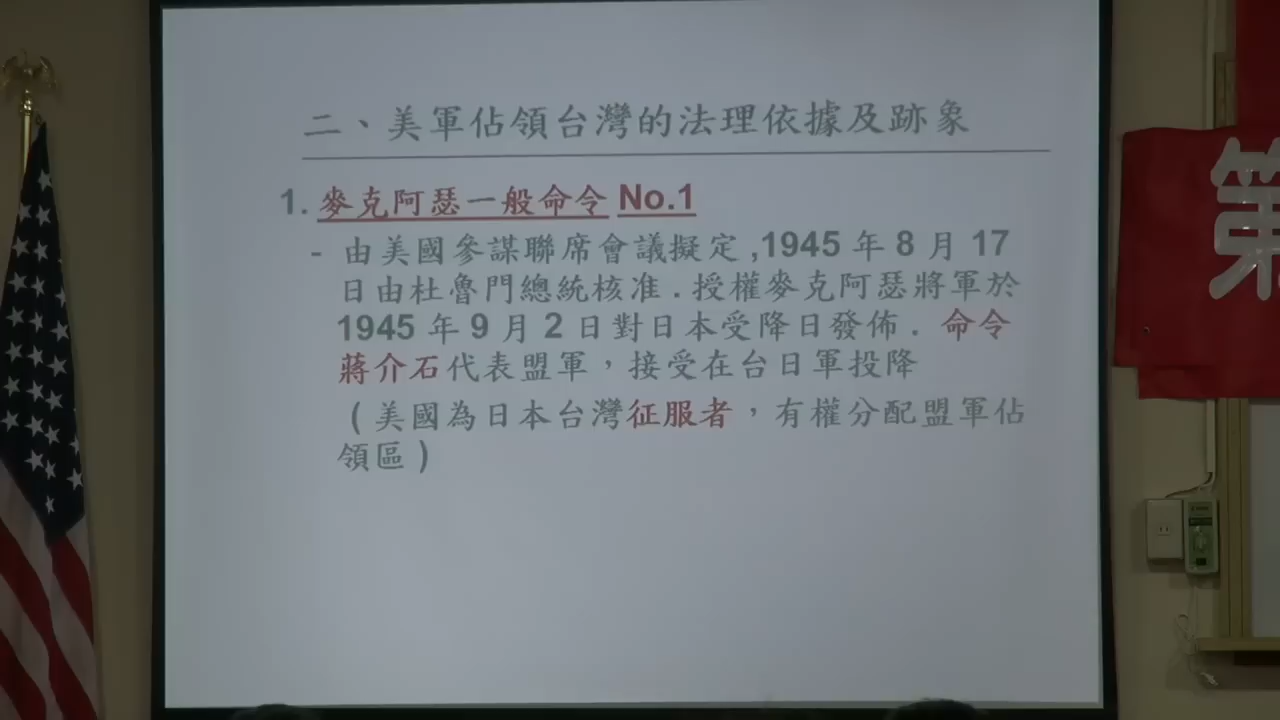 二、美軍佔領台灣的法理依據及跡象
1. 麥克阿瑟一般命令 No.1
- 由美國參謀聯席會議擬定,1945 年 8 月 17
日由杜魯門總統核准.授權麥克阿瑟將軍於
1945 年 9 月 2 日對日本受降日發佈. 命令
蔣介石代表盟軍，接受在台日軍投降
(美國為日本台灣征服者，有權分配盟軍佔
領區)
第